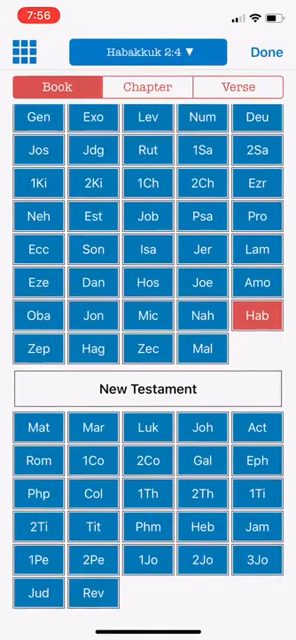 7:56
Habakkuk 2:4 ▼ Done
Book Chapter Verse
Gen Exo Lev Num Deu
Jos Jdg Rut 1Sa 2Sa
1Ki 2Ki 1Ch 2Ch Ezr
Neh Est Job Psa Pro
Ecc Son Isa Jer Lam
Eze Dan Hos Joe Amo
Oba Jon Mic Nah Hab
Zep Hag Zec Mal
New Testament
Mat Mar Luk Joh Act
Rom 1Co 2Co Gal Eph
Php Col 1Th 2Th 1Ti
2Ti Tit Phm Heb Jam
1Pe 2Pe 1Jo 2Jo 3Jo
Jud Rev